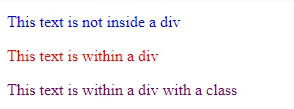 This text is not inside a div
This text is within a div
This text is within a div with a class